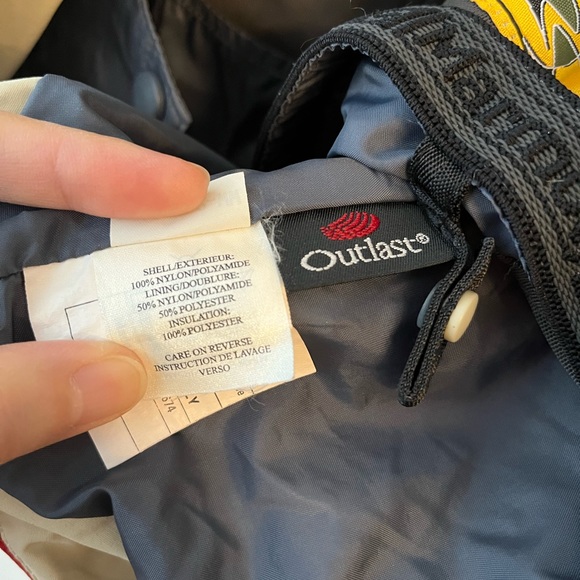 Outlast®
SHELL/EXTERIEUR:
100% NYLON/POLYAMIDE
LINING/DOUBLURE:
50% NYLON/POLYAMIDE
50% POLYESTER
INSULATION:
100% POLYESTER
CARE ON REVERSE
INSTRUCTION DE LAVAGE
VERSO